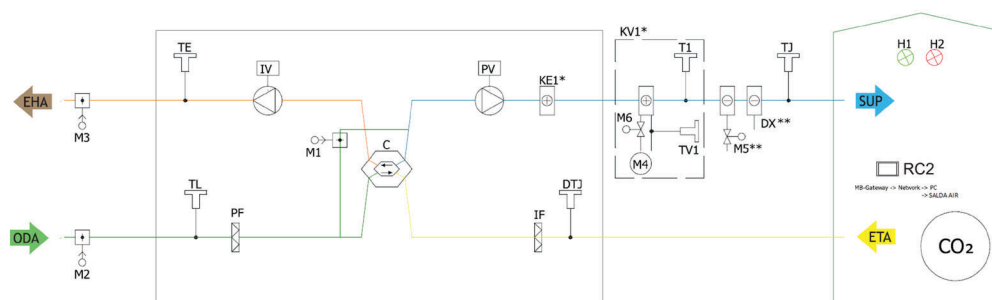 KV1*
TE
IV
PV
KE1*
T1
TJ
H1 H2
EHA
SUP
M3
M1
C
M6
M4
TV1
M5**
DX**
TL
PF
DTJ
IF
RC2
MB-Gateway -> Network -> PC
-> SALDA AIR
ODA
ETA
M2
CO₂